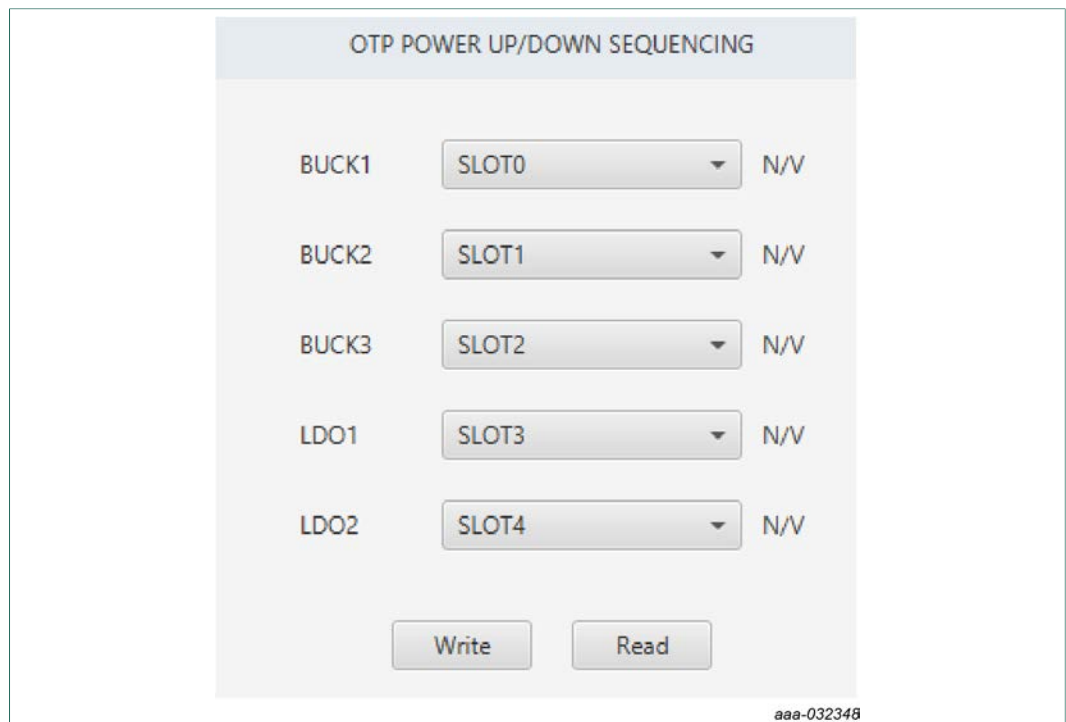 OTP POWER UP/DOWN SEQUENCING
BUCK1 SLOT0 N/V
BUCK2 SLOT1 N/V
BUCK3 SLOT2 N/V
LDO1 SLOT3 N/V
LDO2 SLOT4 N/V
Write Read
aaa-032348